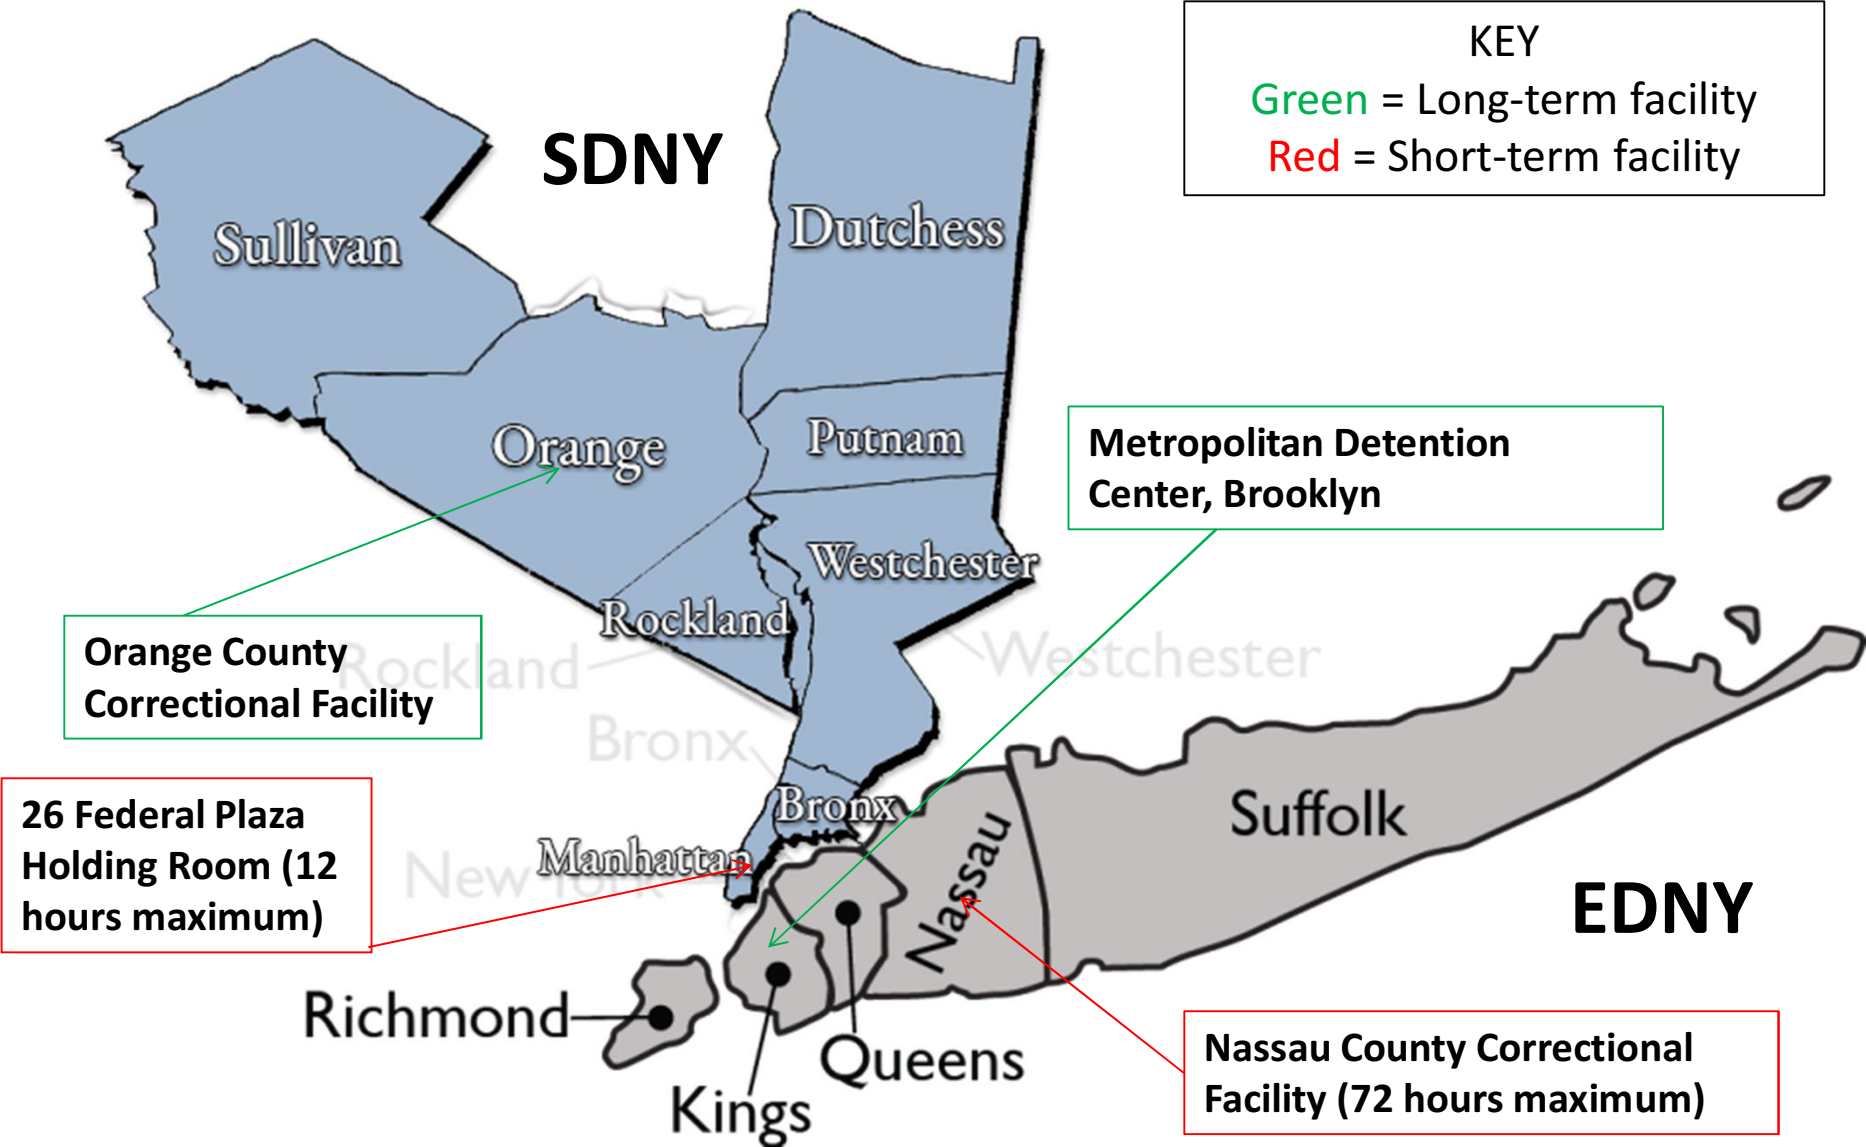 KEY
Green = Long-term facility
Red = Short-term facility
SDNY
Sullivan
Dutchess
Orange
Putnam
Metropolitan Detention
Center, Brooklyn
Westchester
Rockland
Orange County
Correctional Facility
Rockland
Westchester
Bronx
26 Federal Plaza
Holding Room (12
hours maximum)
Bronx
Manhattan
New York
Nassau
Suffolk
EDNY
Richmond
Queens
Kings
Nassau County Correctional
Facility (72 hours maximum)